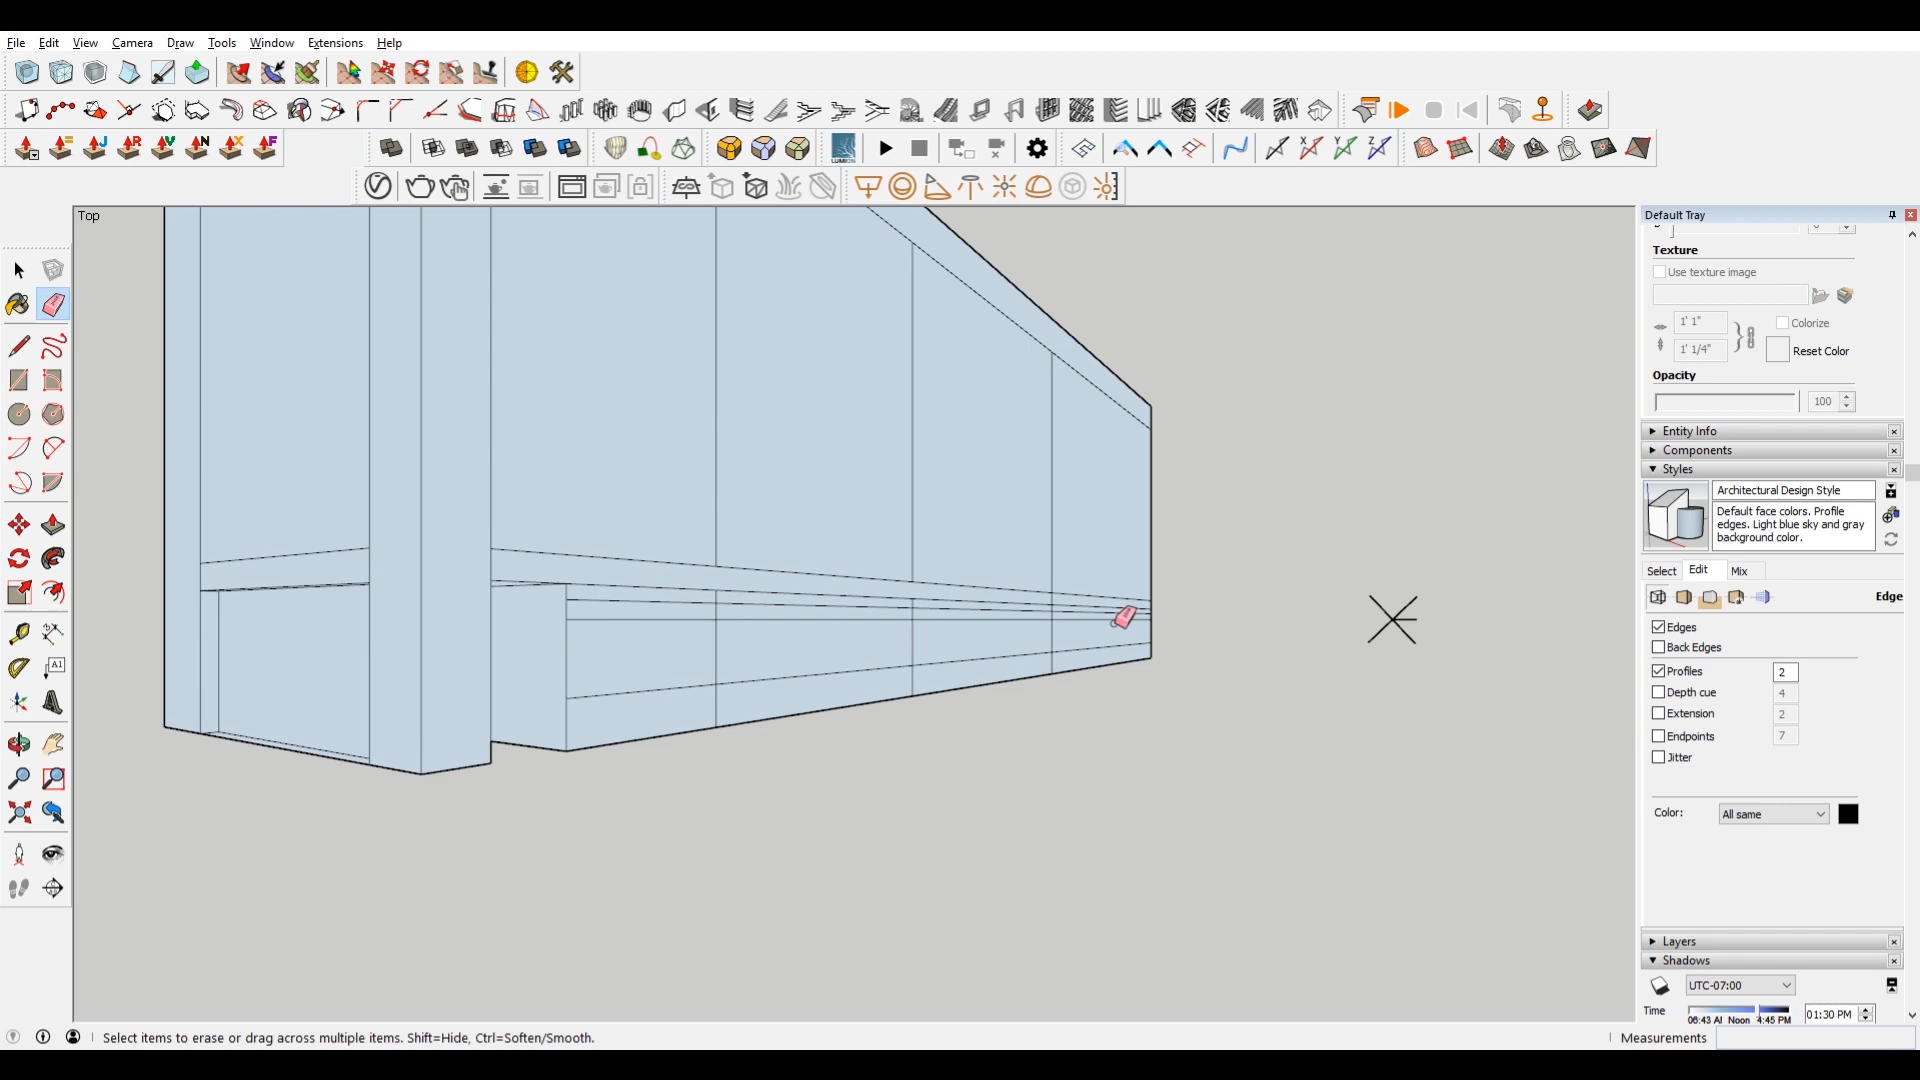 File Edit View Camera Draw Tools Window Extensions Help
= J R V N X F
LUMION
X Y Z
Top
Default Tray
Texture
Use texture image
1' 1"
Colorize
1' 1/4"
Reset Color
Opacity
100
Entity Info
Components
Styles
Architectural Design Style
Default face colors. Profile
edges. Light blue sky and gray
background color.
Select Edit Mix
Edge
Edges
Back Edges
Profiles 2
Depth cue 4
Extension 2
Endpoints 7
Jitter
Color: All same
A1
Layers
Shadows
UTC-07:00
Time
06:43 AI Noon 4:45 PM
01:30 PM
Select items to erase or drag across multiple items. Shift=Hide, Ctrl=Soften/Smooth.
Measurements